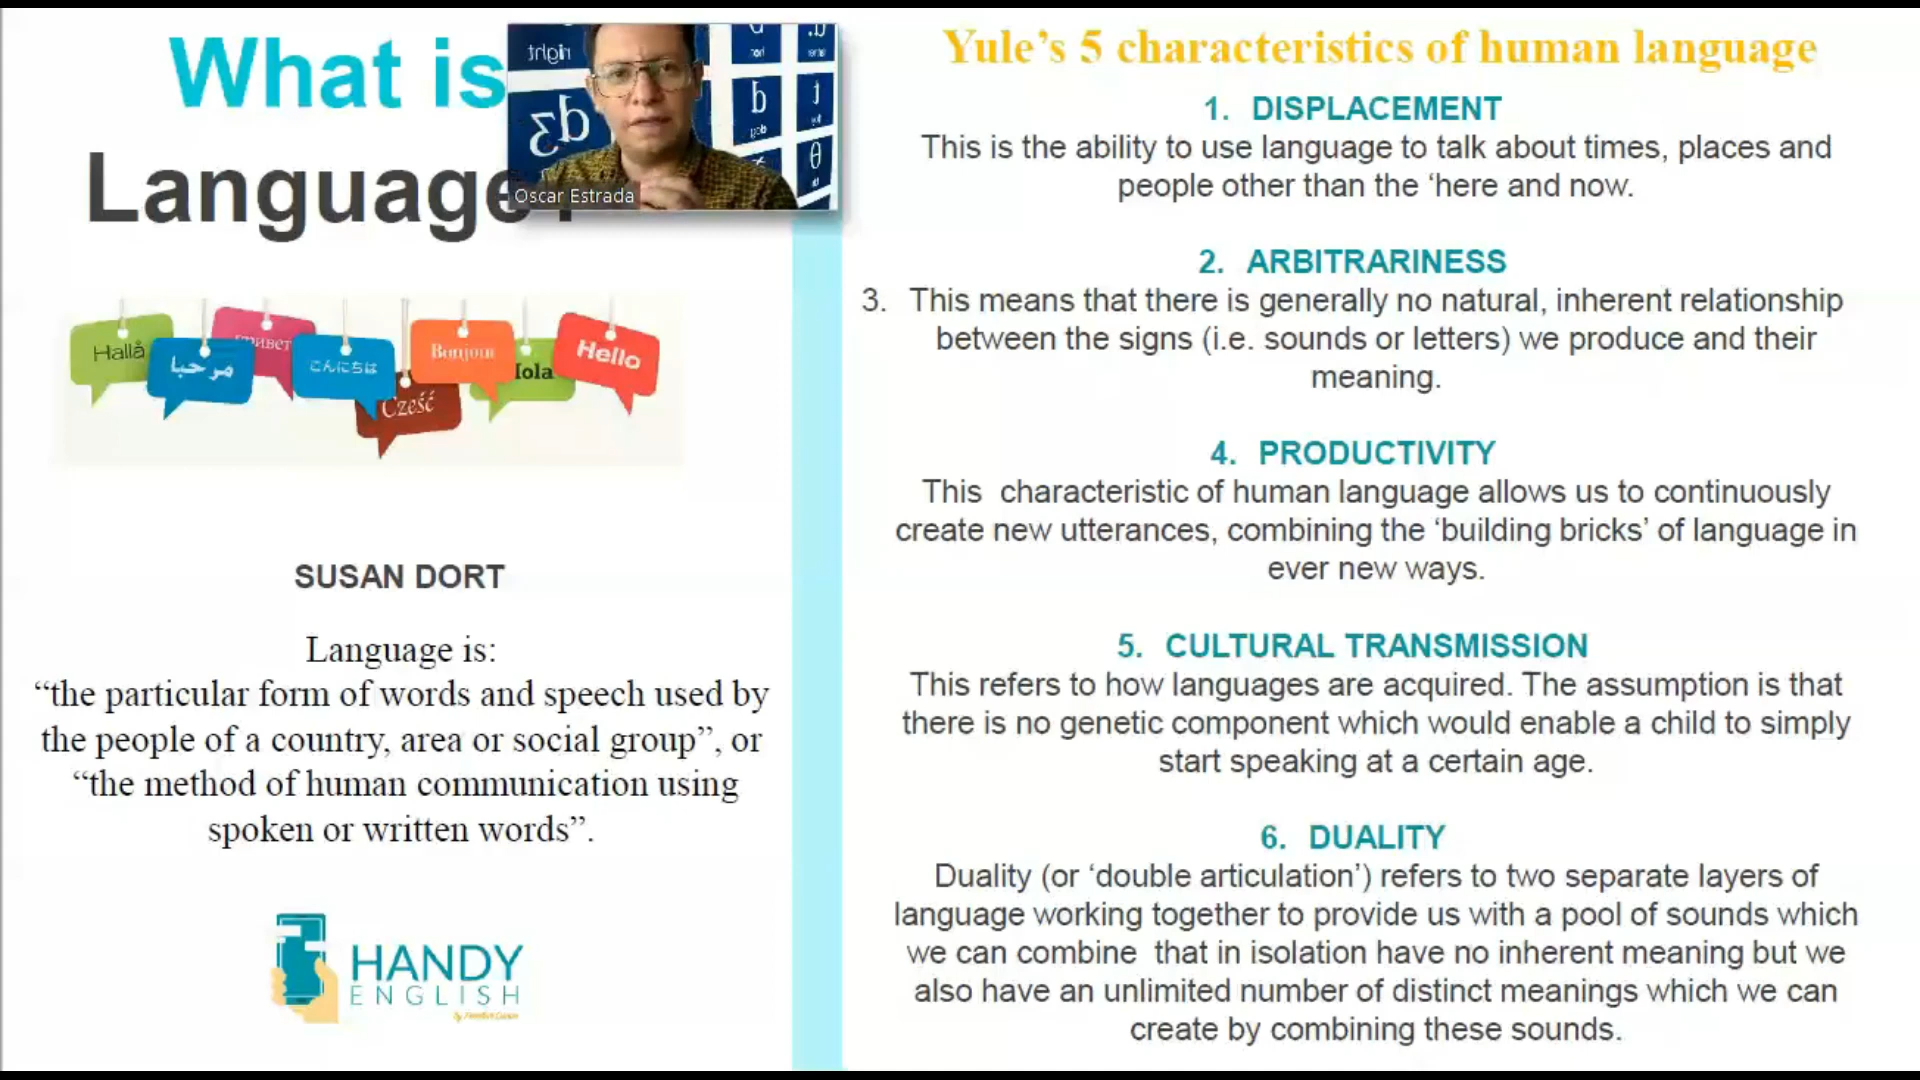 What is
Language
right
dʒ
Oscar Estrada
Hallå
مرحبا
привет
こんにちは
Cześć
Bonjour
Hola
Hello
SUSAN DORT
Language is:
“the particular form of words and speech used by
the people of a country, area or social group”, or
“the method of human communication using
spoken or written words”.
HANDY
ENGLISH
Yule’s 5 characteristics of human language
1. DISPLACEMENT
This is the ability to use language to talk about times, places and
people other than the ‘here and now.
2. ARBITRARINESS
3. This means that there is generally no natural, inherent relationship
between the signs (i.e. sounds or letters) we produce and their
meaning.
4. PRODUCTIVITY
This characteristic of human language allows us to continuously
create new utterances, combining the ‘building bricks’ of language in
ever new ways.
5. CULTURAL TRANSMISSION
This refers to how languages are acquired. The assumption is that
there is no genetic component which would enable a child to simply
start speaking at a certain age.
6. DUALITY
Duality (or ‘double articulation’) refers to two separate layers of
language working together to provide us with a pool of sounds which
we can combine that in isolation have no inherent meaning but we
also have an unlimited number of distinct meanings which we can
create by combining these sounds.